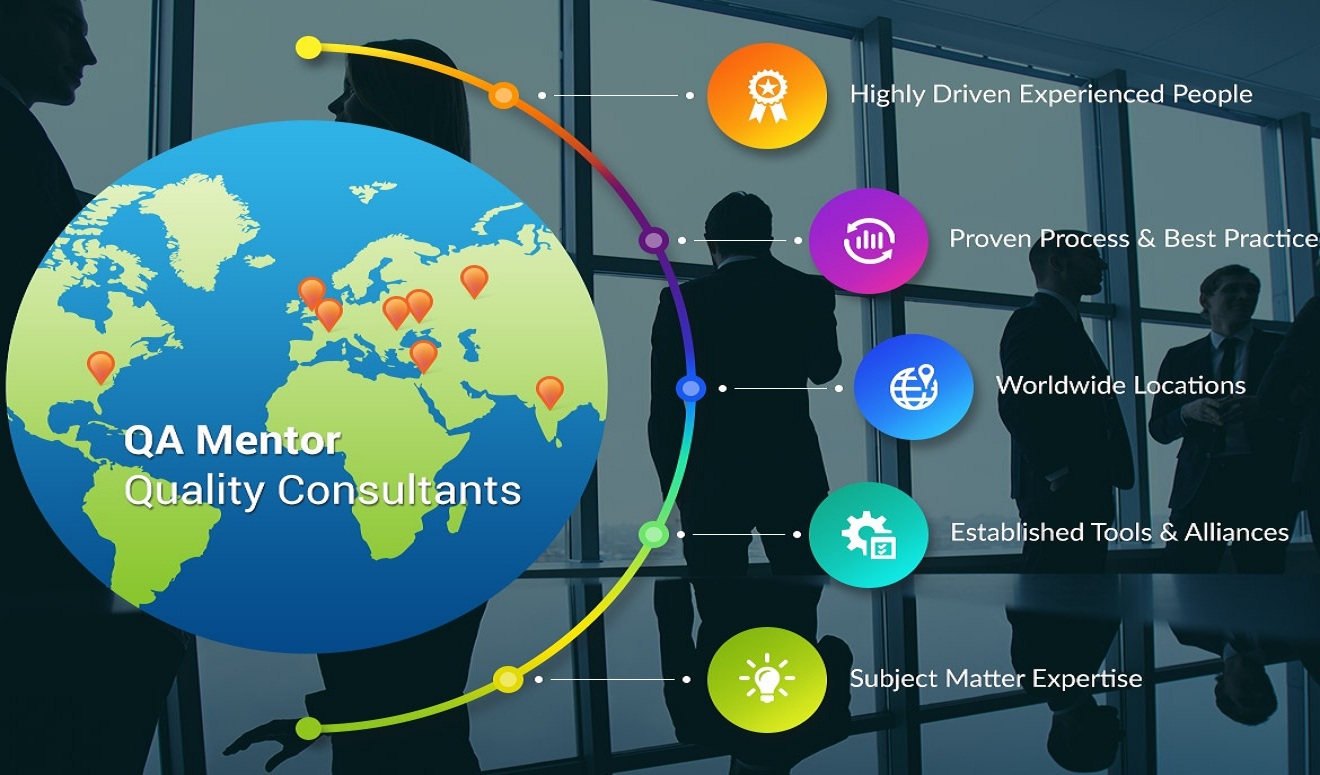 Highly Driven Experienced People
Proven Process & Best Practice
Worldwide Locations
QA Mentor
Quality Consultants
Established Tools & Alliances
Subject Matter Expertise